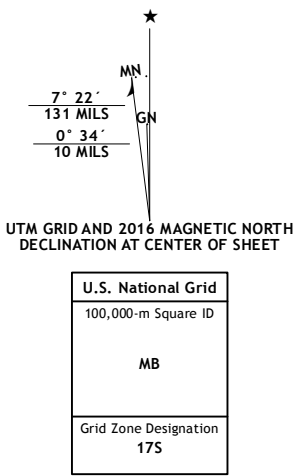 MN
7° 22´
131 MILS
GN
0° 34´
10 MILS
UTM GRID AND 2016 MAGNETIC NORTH
DECLINATION AT CENTER OF SHEET
U.S. National Grid
100,000-m Square ID
MB
Grid Zone Designation
17S